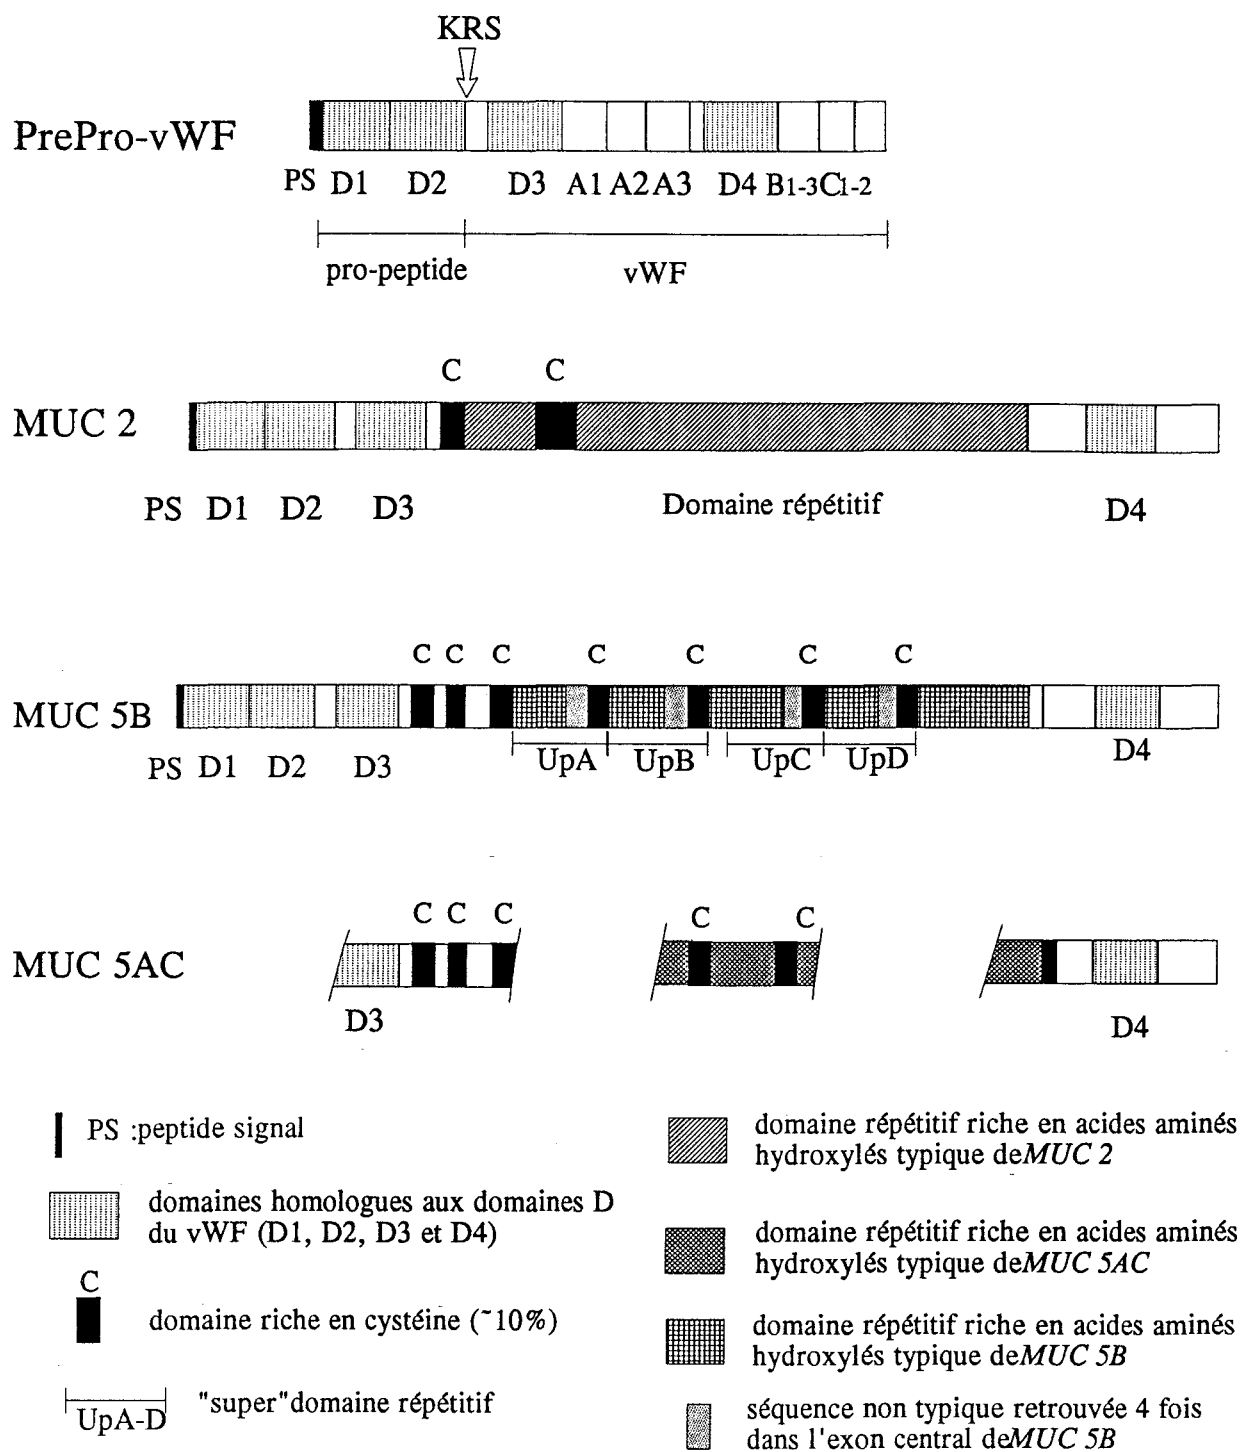 KRS
PrePro-vWF
PS D1 D2 D3 A1 A2 A3 D4 B1-3 C1-2
pro-peptide vWF
C C
MUC 2
PS D1 D2 D3 Domaine répétitif D4
C C C C C C C
MUC 5B
UpA UpB UpC UpD D4
PS D1 D2 D3
C C C C C
MUC 5AC
D3 D4
PS :peptide signal
domaines homologues aux domaines D
du vWF (D1, D2, D3 et D4)
C
domaine riche en cystéine (~10%)
UpA-D
"super"domaine répétitif
domaine répétitif riche en acides aminés
hydroxylés typique deMUC 2
domaine répétitif riche en acides aminés
hydroxylés typique deMUC 5AC
domaine répétitif riche en acides aminés
hydroxylés typique deMUC 5B
séquence non typique retrouvée 4 fois
dans l'exon central deMUC 5B